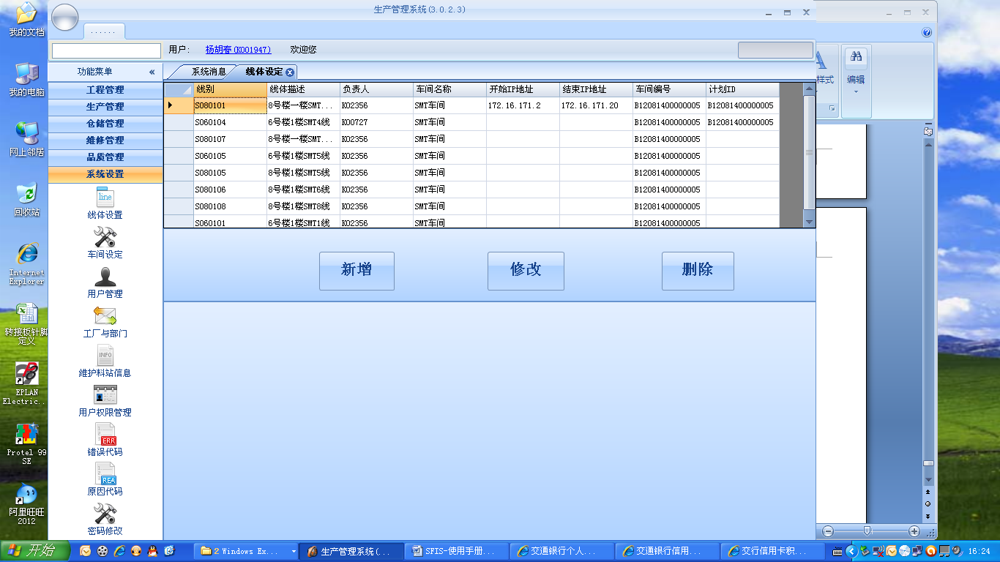 生产管理系统(3.0.2.3)
......
用户: 杨胡春(K001947) 欢迎您
功能菜单 «
工程管理
生产管理
仓储管理
维修管理
品质管理
系统设置
line
线体设置
车间设定
用户管理
工厂与部门
INFO
维护料站信息
用户权限管理
ERR
错误代码
REA
原因代码
密码修改
系统消息 线体设定
线别 线体描述 负责人 车间名称 开始IP地址 结束IP地址 车间编号 计划ID
S080101 8号楼一楼SMT... K02356 SMT车间 172.16.171.2 172.16.171.20 B12081400000005 B12081400000005
S060104 6号楼1楼SMT4线 K00727 SMT车间 B12081400000005 B12081400000005
S080107 8号楼一楼SMT... K02356 SMT车间 B12081400000005
S060105 6号楼1楼SMT5线 K02356 SMT车间 B12081400000005
S080105 8号楼1楼SMT5线 K02356 SMT车间 B12081400000005
S080106 8号楼1楼SMT6线 K02356 SMT车间 B12081400000005
S080108 8号楼1楼SMT8线 K02356 SMT车间 B12081400000005
S060101 6号楼1楼SMT1线 K02356 SMT车间 B12081400000005
新增 修改 删除
样式
编辑
我的文档
我的电脑
网上邻居
回收站
Internet
Explorer
转接板针脚
定义
EPLAN
Electric...
Protel 99
SE
阿里旺旺
2012
开始
2 Windows Ex...
生产管理系统(...
SFIS-使用手册...
交通银行个人...
交通银行信用...
交行信用卡积...
16:24